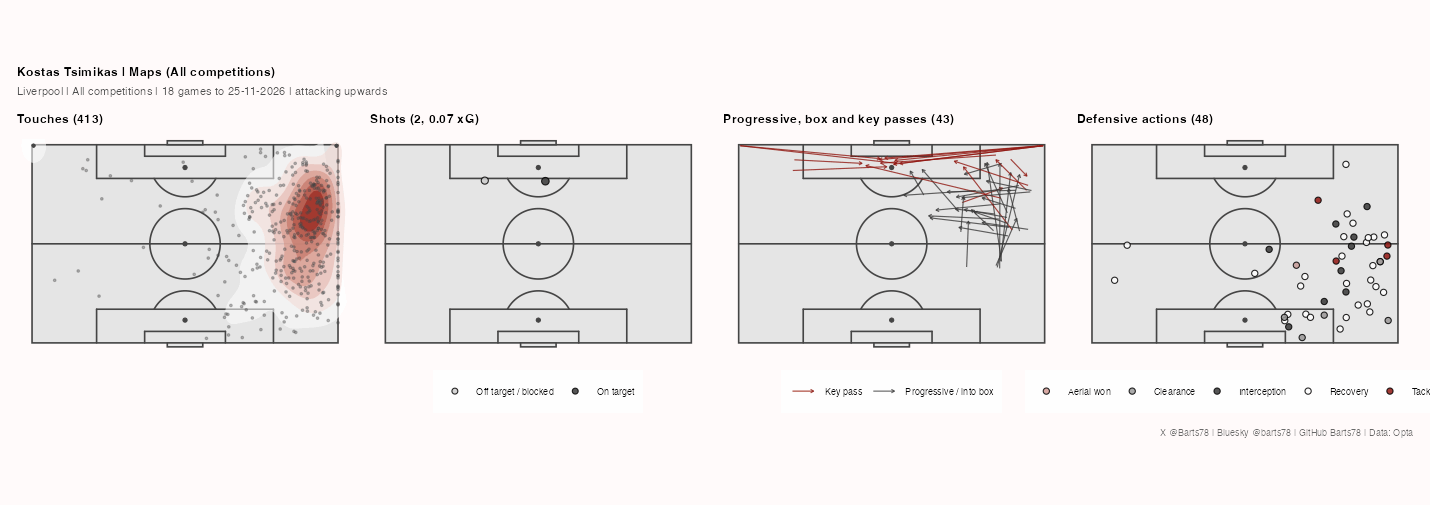 Kostas Tsimikas | Maps (All competitions)
Liverpool | All competitions | 18 games to 25-11-2026 | attacking upwards
Touches (413)
Shots (2, 0.07 xG)
Progressive, box and key passes (43)
Defensive actions (48)
Off target / blocked
On target
Key pass
Progressive / into box
Aerial won
Clearance
Interception
Recovery
Tack
X @Barts78 | Bluesky @barts78 | GitHub Barts78 | Data: Opta